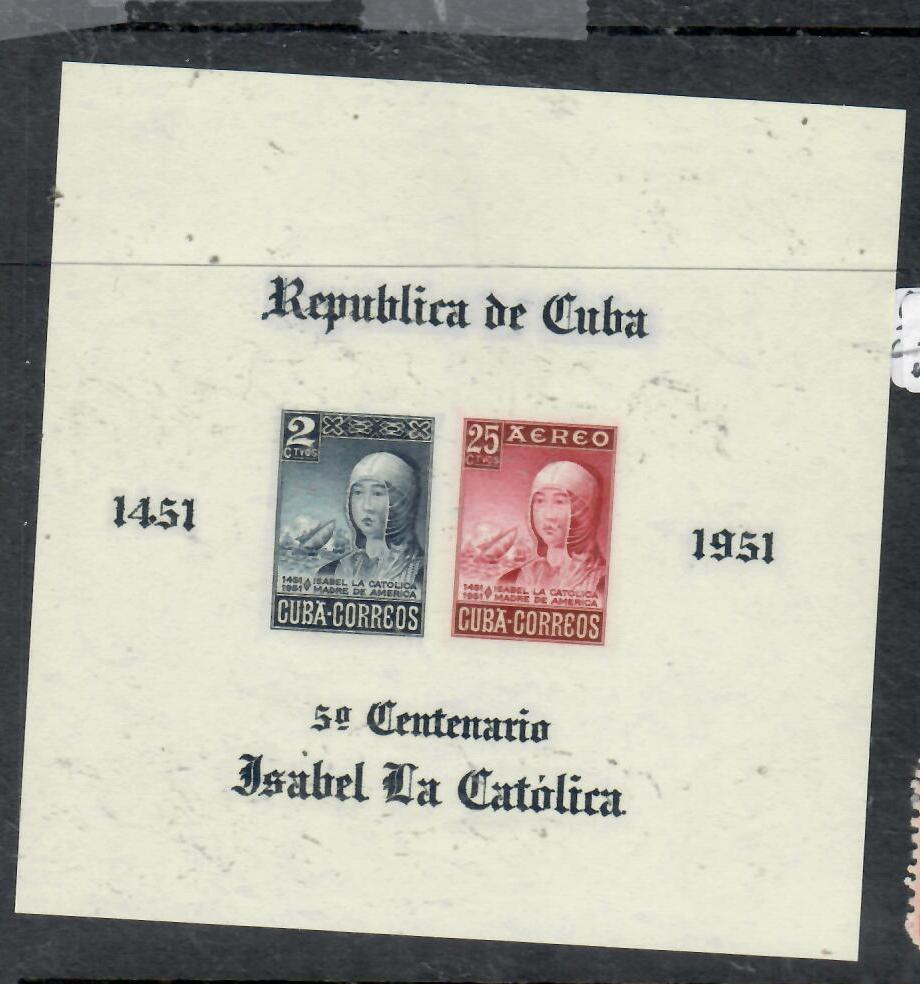 Republica de Cuba
1451
1951
2
CTVOS
1451 ISABEL LA CATOLICA
1951 MADRE DE AMERICA
CUBA-CORREOS
25 AEREO
CTVOS
1451 ISABEL LA CATOLICA
1951 MADRE DE AMERICA
CUBA-CORREOS
5º Centenario
Isabel La Católica.